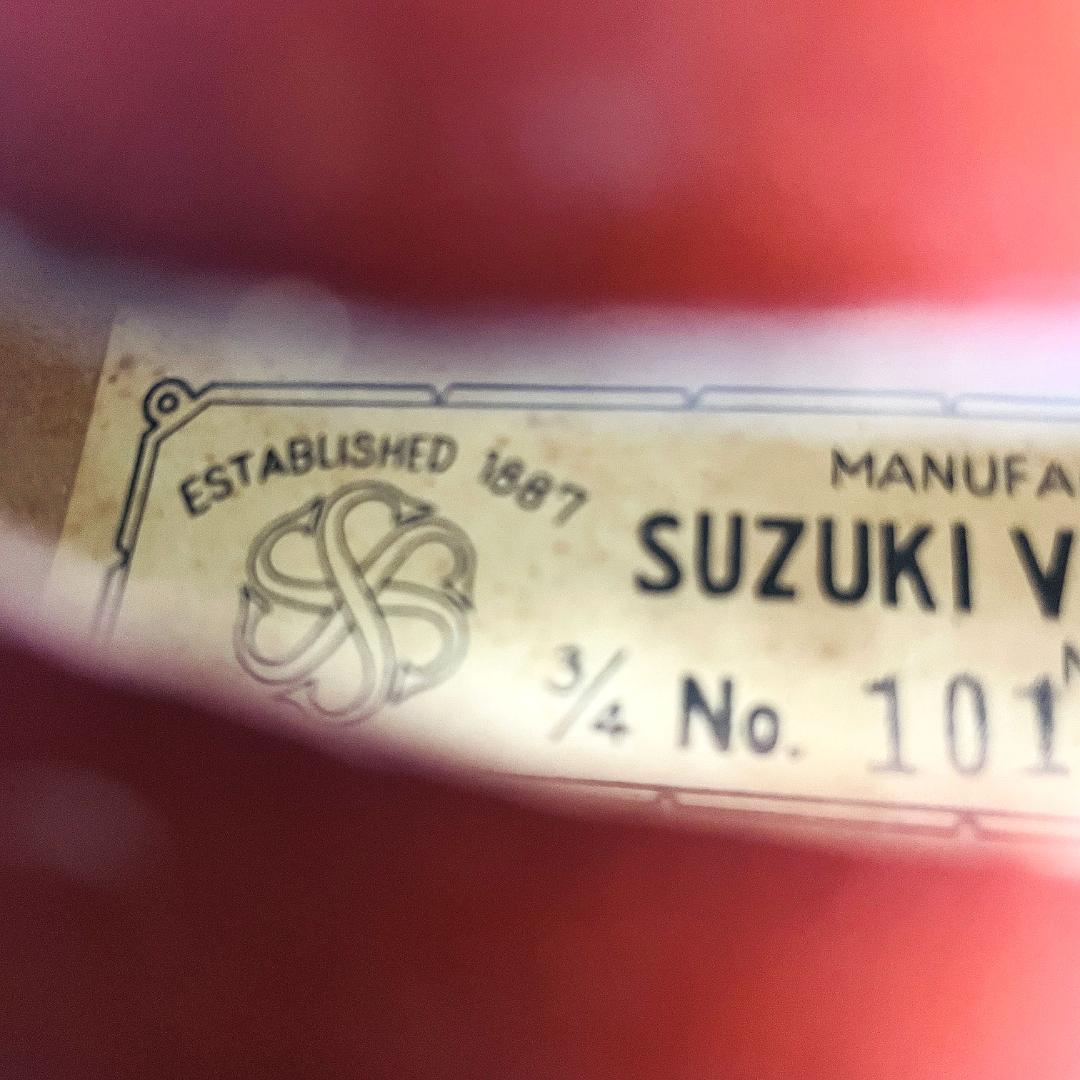 ESTABLISHED 1887
MANUFA
SUZUKI V
3/4 No. 101